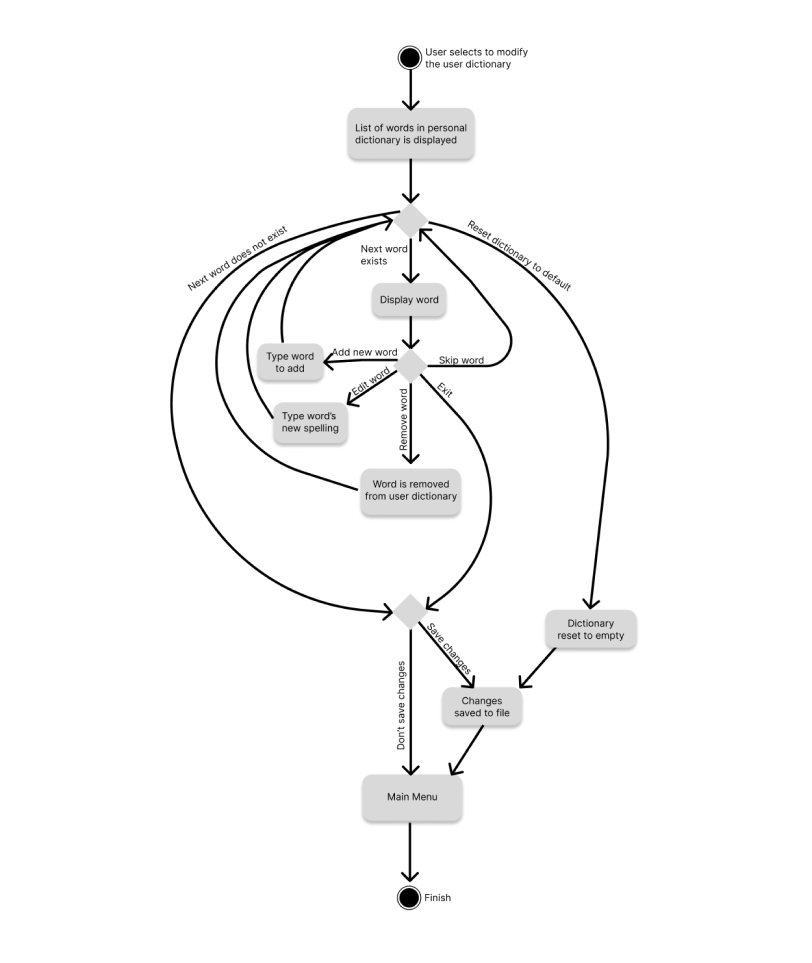 User selects to modify
the user dictionary
List of words in personal
dictionary is displayed
Next word does not exist
Reset dictionary to default
Next word
exists
Display word
Add new word
Skip word
Type word
to add
Edit word
Exit
Remove word
Type word's
new spelling
Word is removed
from user dictionary
Dictionary
reset to empty
Save changes
Don't save changes
Changes
saved to file
Main Menu
Finish